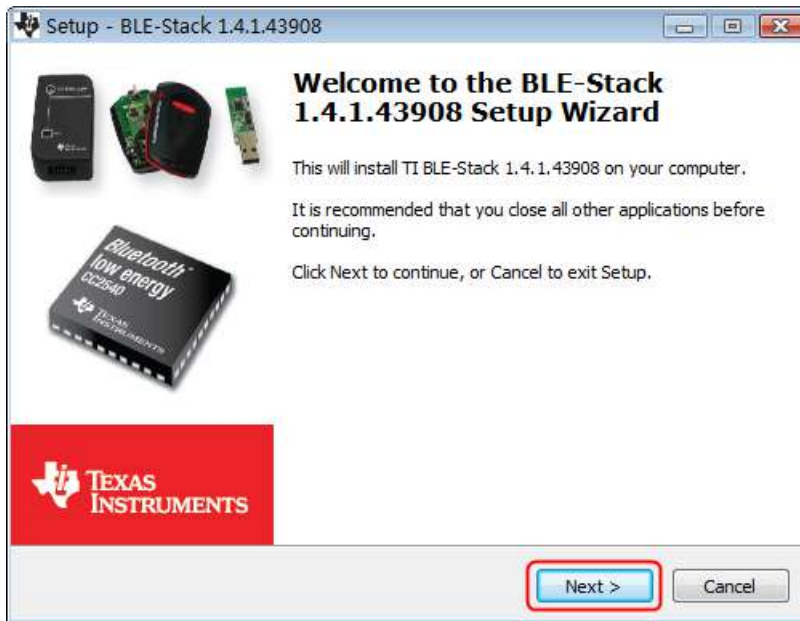 Setup - BLE-Stack 1.4.1.43908
Welcome to the BLE-Stack
1.4.1.43908 Setup Wizard
This will install TI BLE-Stack 1.4.1.43908 on your computer.
It is recommended that you close all other applications before
continuing.
Click Next to continue, or Cancel to exit Setup.
Bluetooth®
low energy
CC2540
TEXAS
INSTRUMENTS
TEXAS
INSTRUMENTS
Next >
Cancel